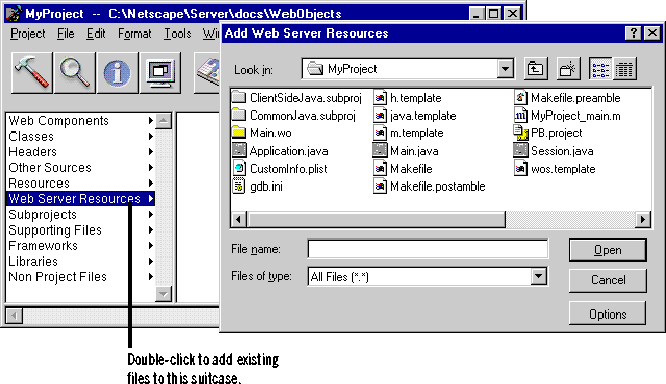 MyProject -- C:\Netscape\Server\docs\WebObjects
Project Edit Format Tools Win
Web Components
Classes
Headers
Other Sources
Resources
Web Server Resources
Subprojects
Supporting Files
Frameworks
Libraries
Non Project Files
Add Web Server Resources
Look in: MyProject
ClientSideJava.subproj h.template Makefile.preamble
CommonJava.subproj java.template MyProject_main.m
Main.wo m.template PB.project
Application.java Main.java Session.java
CustomInfo.plist Makefile wos.template
gdb.ini Makefile.postamble
File name: Open
Files of type: All Files (*.*) Cancel
Options
Double-click to add existing
files to this suitcase.